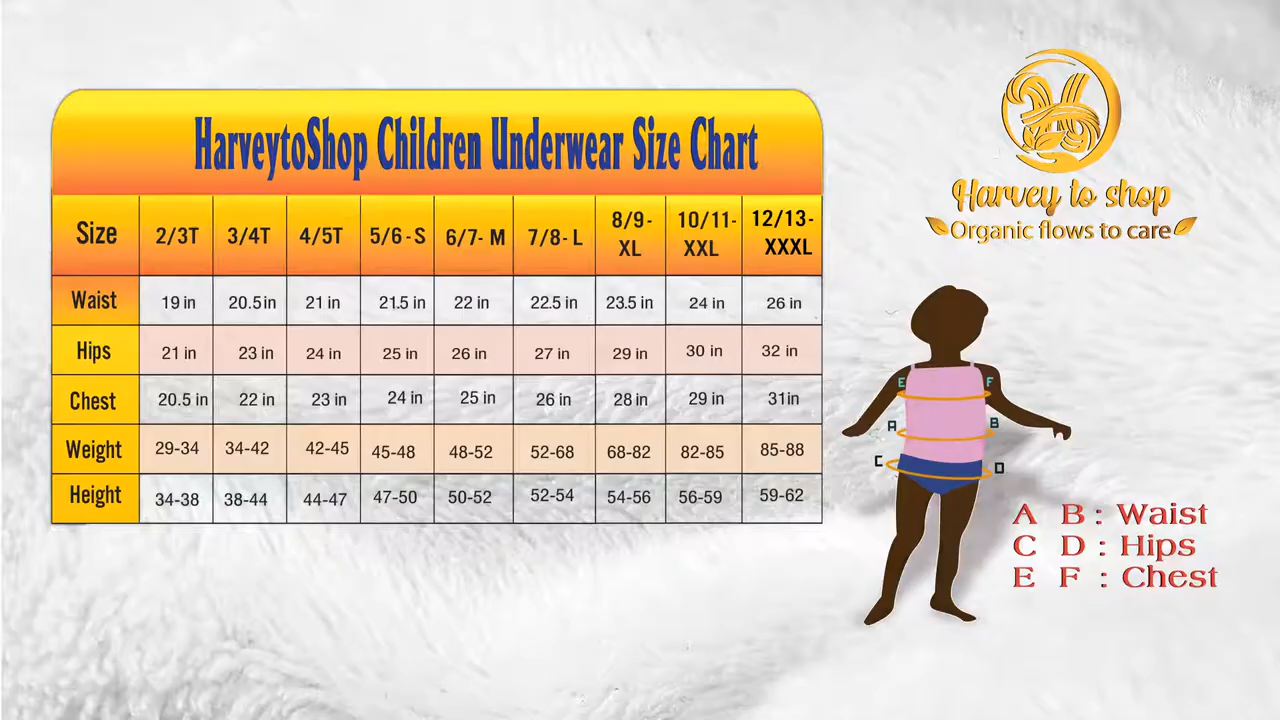 HarveytoShop Children Underwear Size Chart
Size 2/3T 3/4T 4/5T 5/6 - S 6/7- M 7/8- L 8/9- XL 10/11- XXL 12/13- XXXL
Waist 19 in 20.5 in 21 in 21.5 in 22 in 22.5 in 23.5 in 24 in 26 in
Hips 21 in 23 in 24 in 25 in 26 in 27 in 29 in 30 in 32 in
Chest 20.5 in 22 in 23 in 24 in 25 in 26 in 28 in 29 in 31in
Weight 29-34 34-42 42-45 45-48 48-52 52-68 68-82 82-85 85-88
Height 34-38 38-44 44-47 47-50 50-52 52-54 54-56 56-59 59-62
Harvey to shop
Organic flows to care
E F
A B
C D
A B : Waist
C D : Hips
E F : Chest